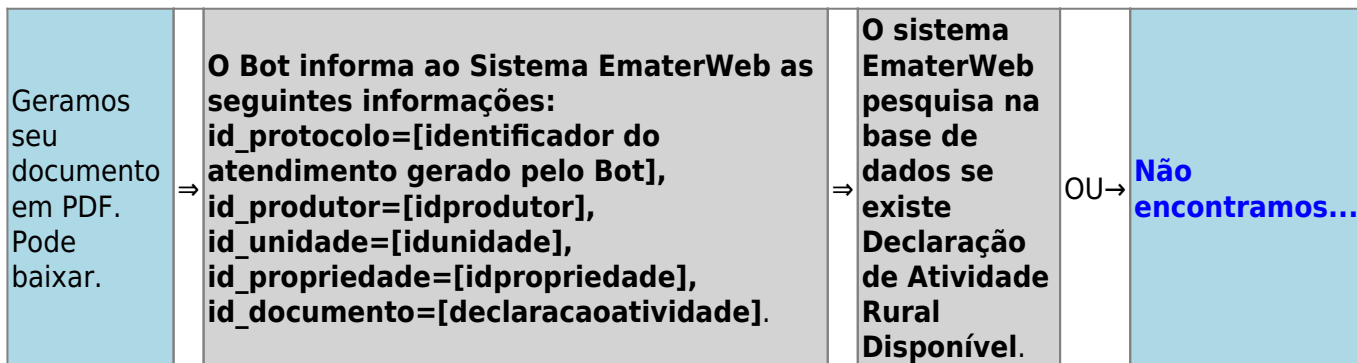 Geramos
seu
documento
em PDF.
Pode
baixar.
⇒
O Bot informa ao Sistema EmaterWeb as
seguintes informações:
id_protocolo=[identificador do
atendimento gerado pelo Bot],
id_produtor=[idprodutor],
id_unidade=[idunidade],
id_propriedade=[idpropriedade],
id_documento=[declaracaoatividade].
⇒
O sistema
EmaterWeb
pesquisa na
base de
dados se
existe
Declaração
de Atividade
Rural
Disponível.
OU→
Não
encontramos...